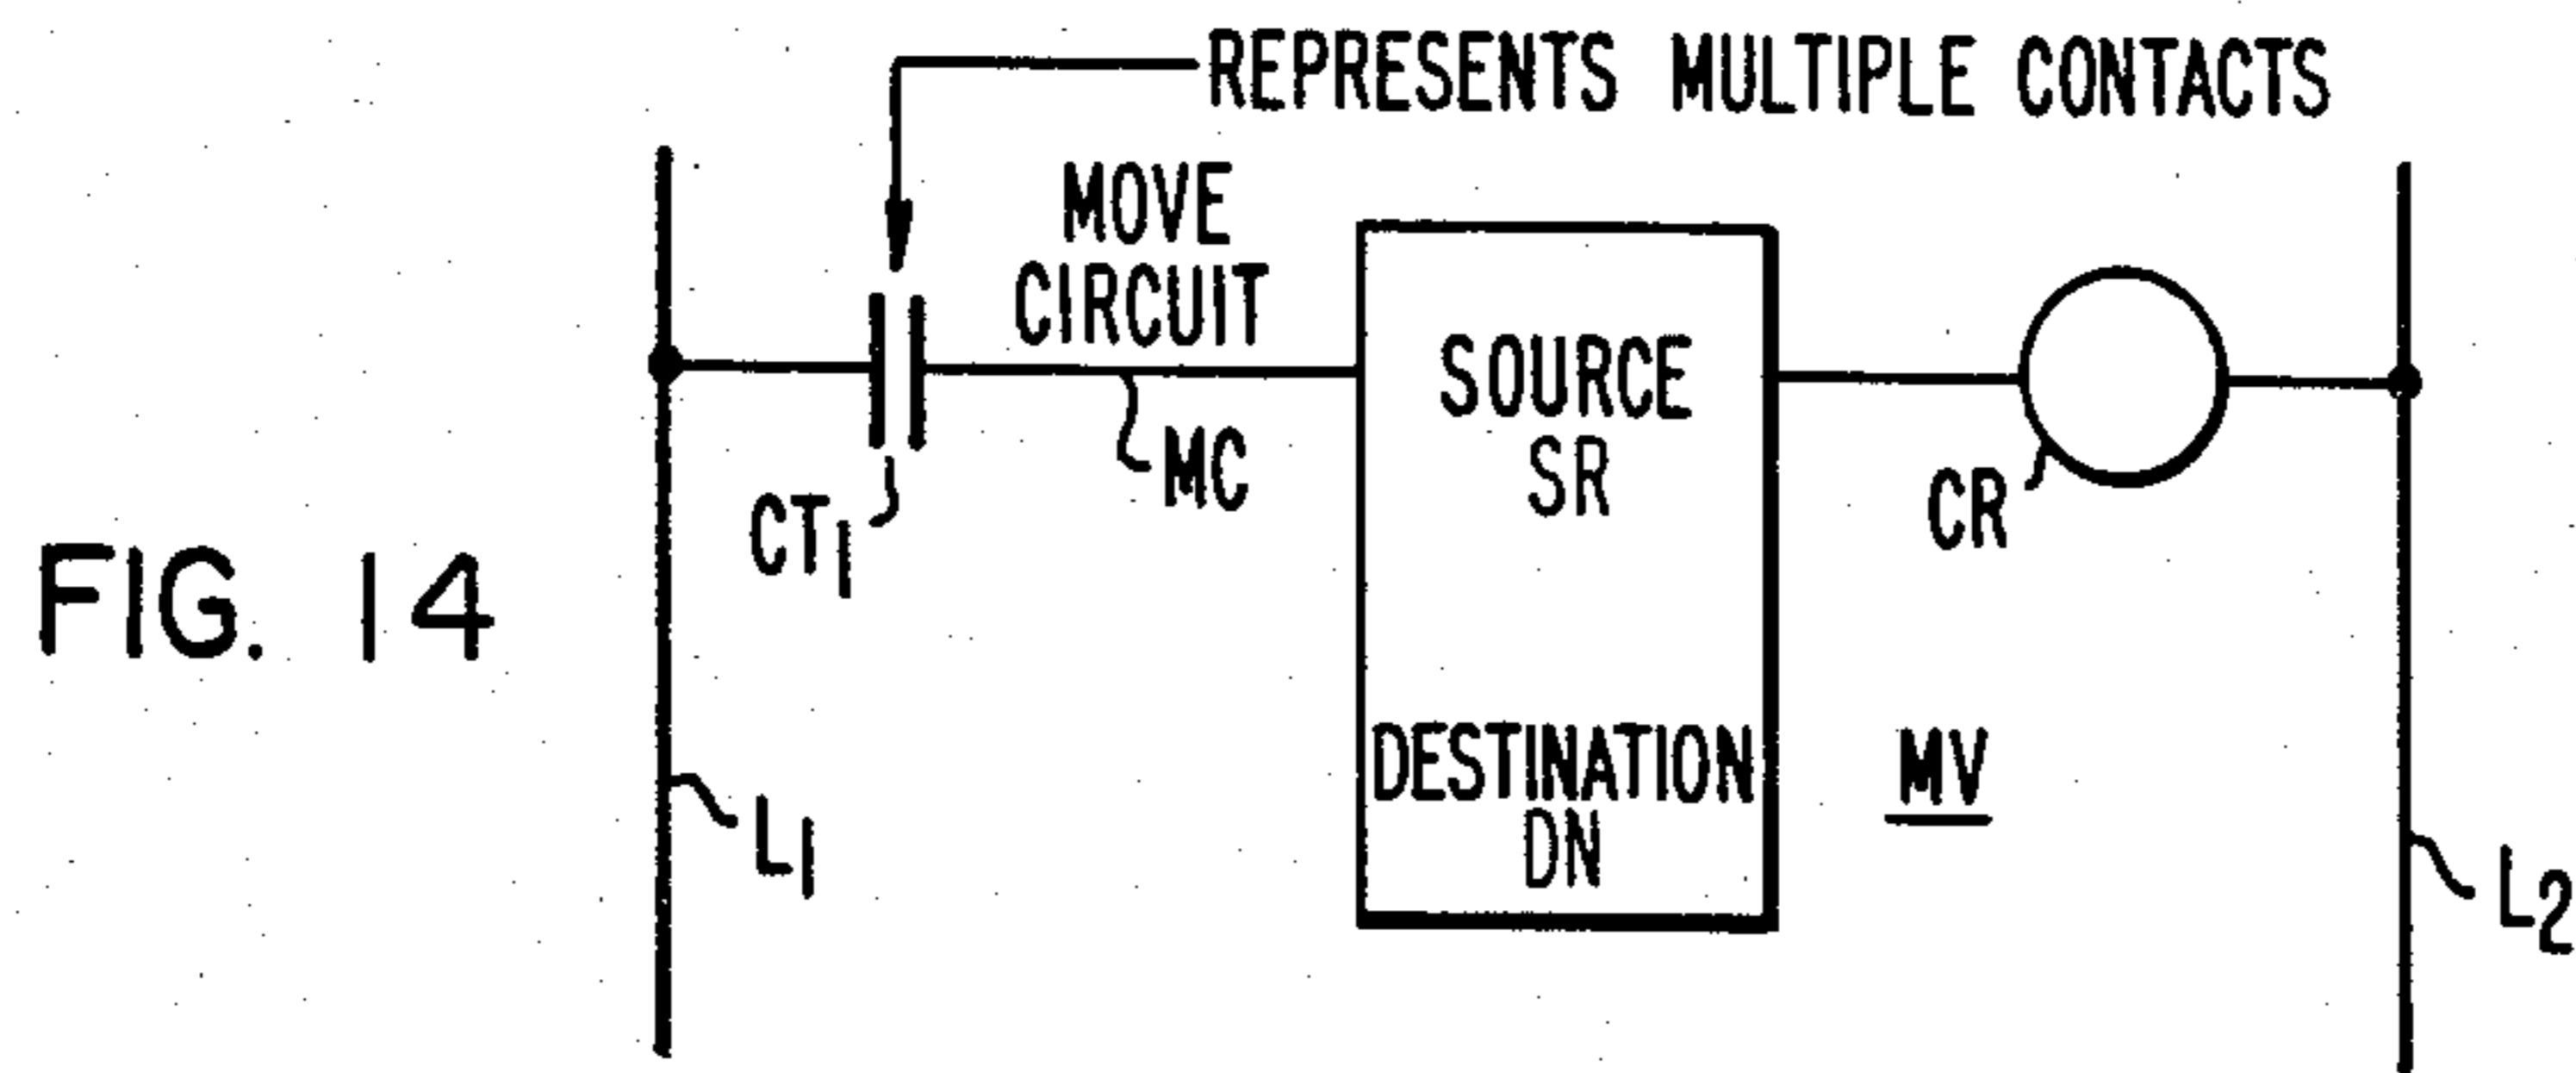 REPRESENTS MULTIPLE CONTACTS
MOVE
CIRCUIT
SOURCE
SR
MC
CR
CT1
FIG. 14
DESTINATION
DN
MV
L1
L2